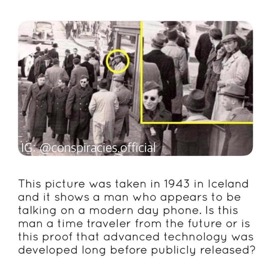 IG: @conspiracies.official
This picture was taken in 1943 in Iceland
and it shows a man who appears to be
talking on a modern day phone. Is this
man a time traveler from the future or is
this proof that advanced technology was
developed long before publicly released?